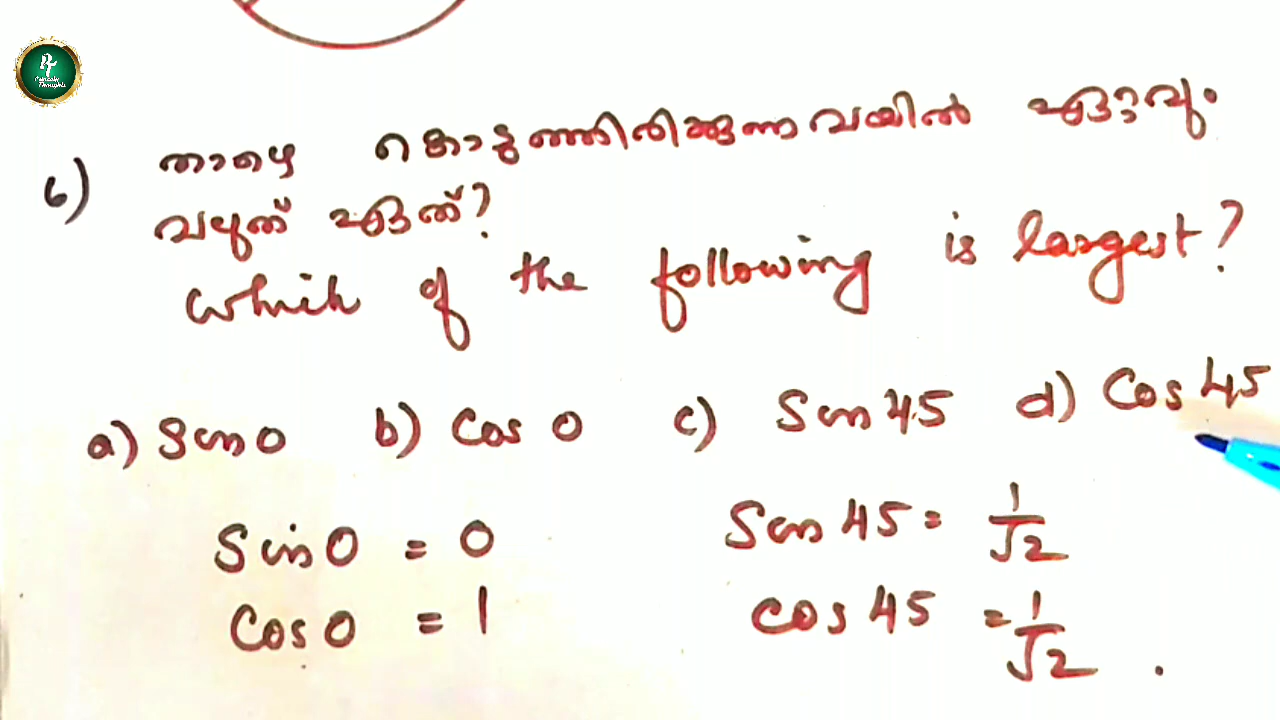 6) താഴെ കൊടുത്തിരിക്കുന്നവയിൽ ഏറ്റവും
വലുത് ഏത്?
Which of the following is largest?
a) Sin 0 b) Cos 0 c) Sin 45 d) Cos 45
Sin 0 = 0 Sin 45 = 1/√2
Cos 0 = 1 Cos 45 = 1/√2 .